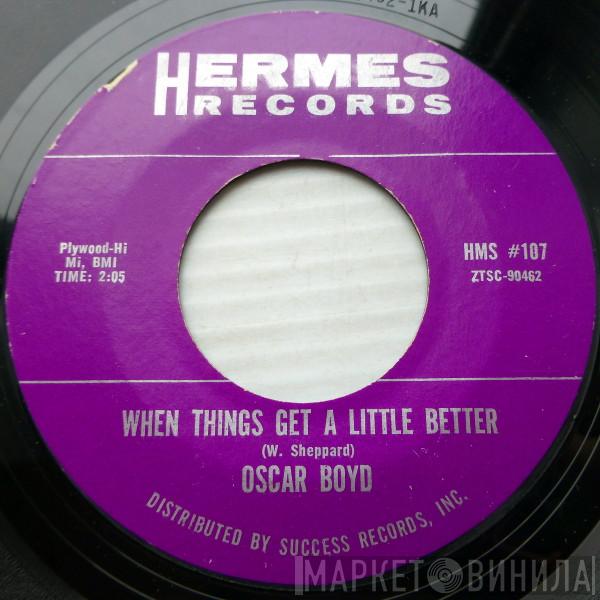 HERMES
RECORDS
Plywood-Hi
Mi, BMI
TIME: 2:05
HMS #107
ZTSC-90462
WHEN THINGS GET A LITTLE BETTER
(W. Sheppard)
OSCAR BOYD
DISTRIBUTED BY SUCCESS RECORDS, INC.
МАРКЕТ ВИНИЛА